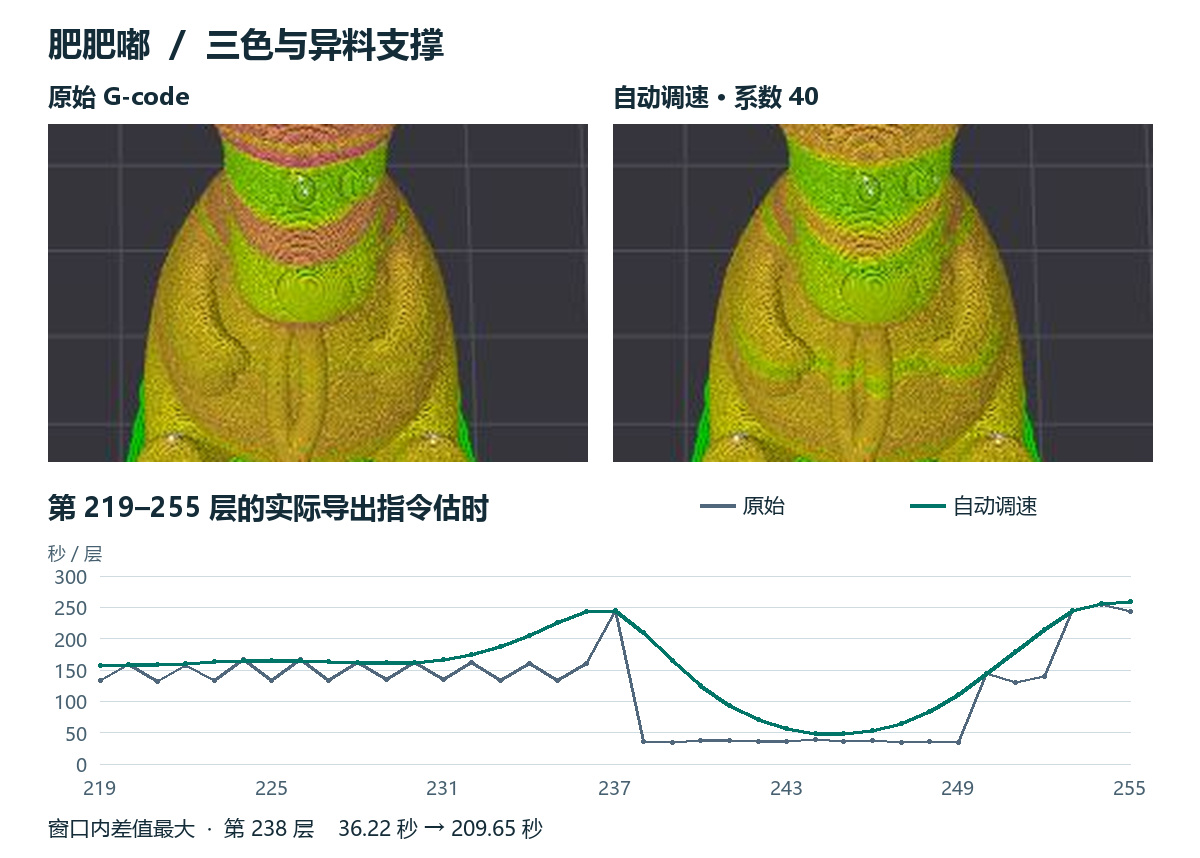 肥肥嘟 / 三色与异料支撑
原始 G-code
自动调速 • 系数 40
第 219–255 层的实际导出指令估时
原始
自动调速
秒 / 层
300
250
200
150
100
50
0
219 225 231 237 243 249 255
窗口内差值最大 · 第 238 层 36.22 秒 → 209.65 秒